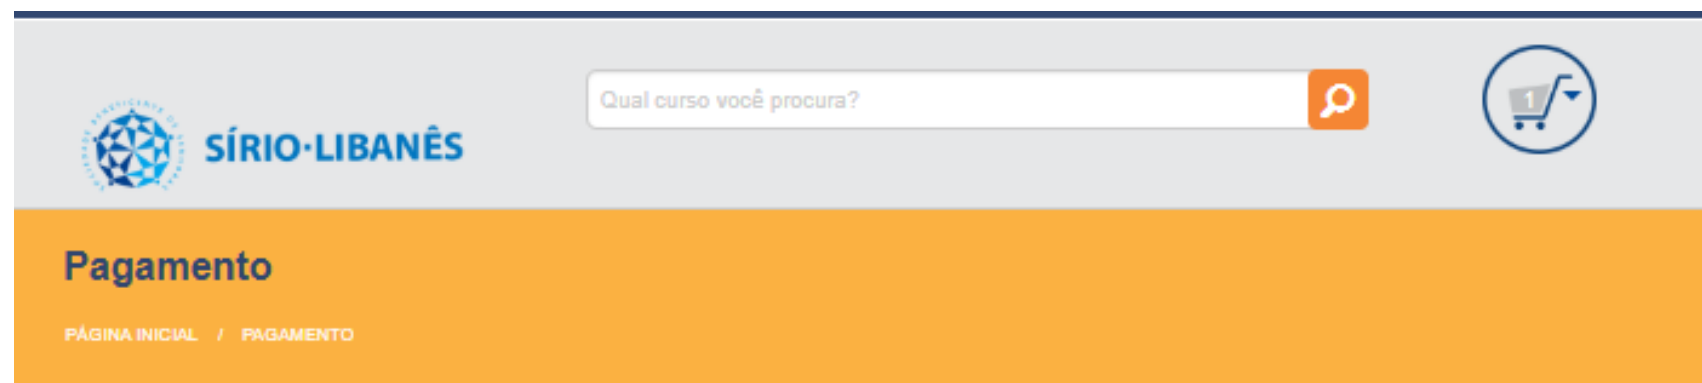 Qual curso você procura?
1
SÍRIO·LIBANÊS
Pagamento
PÁGINA INICIAL / PAGAMENTO